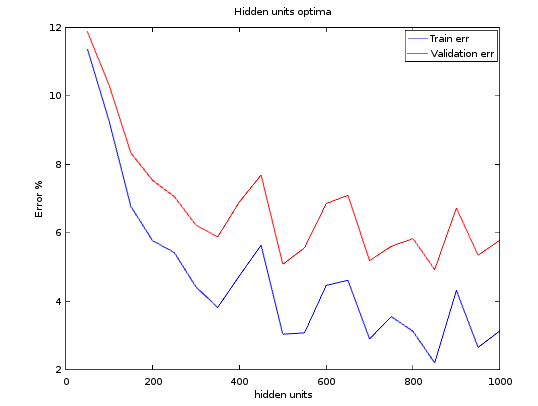 Hidden units optima
Train err
Validation err
12
10
8
6
4
2
Error %
0
200
400
600
800
1000
hidden units